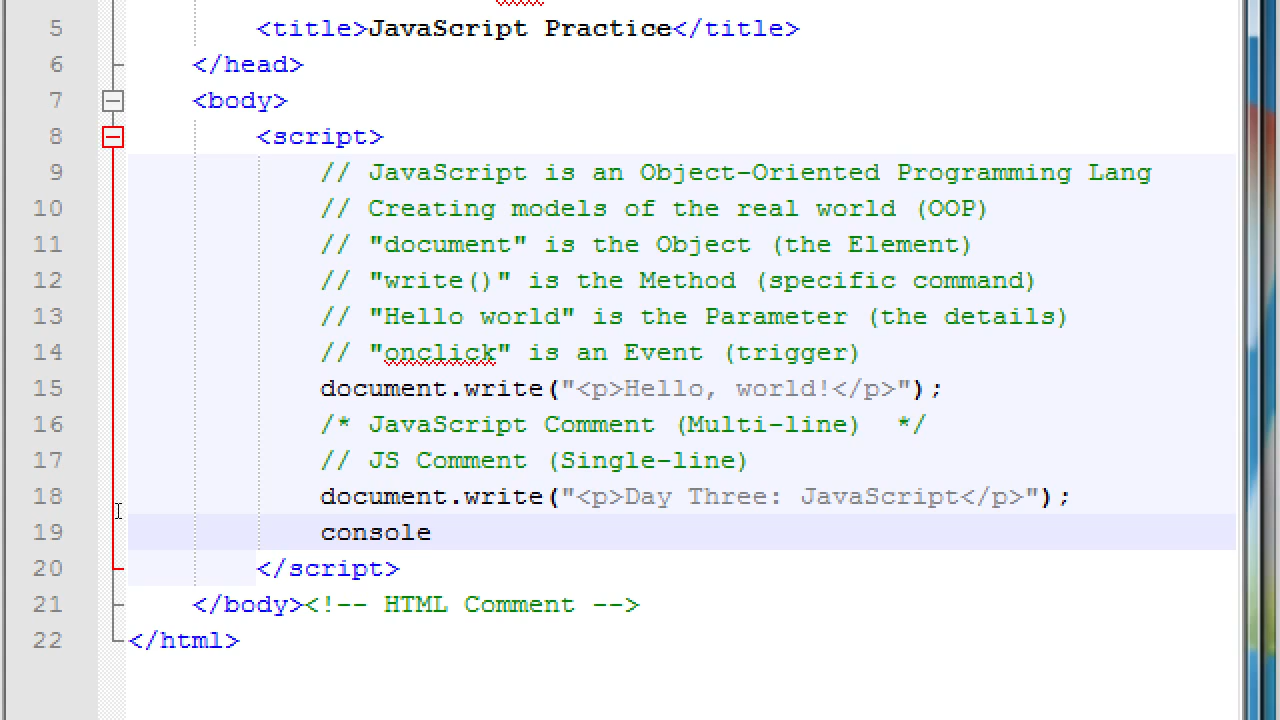 5 <title>JavaScript Practice</title>
6 </head>
7 <body>
8 <script>
9 // JavaScript is an Object-Oriented Programming Lang
10 // Creating models of the real world (OOP)
11 // "document" is the Object (the Element)
12 // "write()" is the Method (specific command)
13 // "Hello world" is the Parameter (the details)
14 // "onclick" is an Event (trigger)
15 document.write("<p>Hello, world!</p>");
16 /* JavaScript Comment (Multi-line)  */
17 // JS Comment (Single-line)
18 document.write("<p>Day Three: JavaScript</p>");
19 console
20 </script>
21 </body><!-- HTML Comment -->
22 </html>